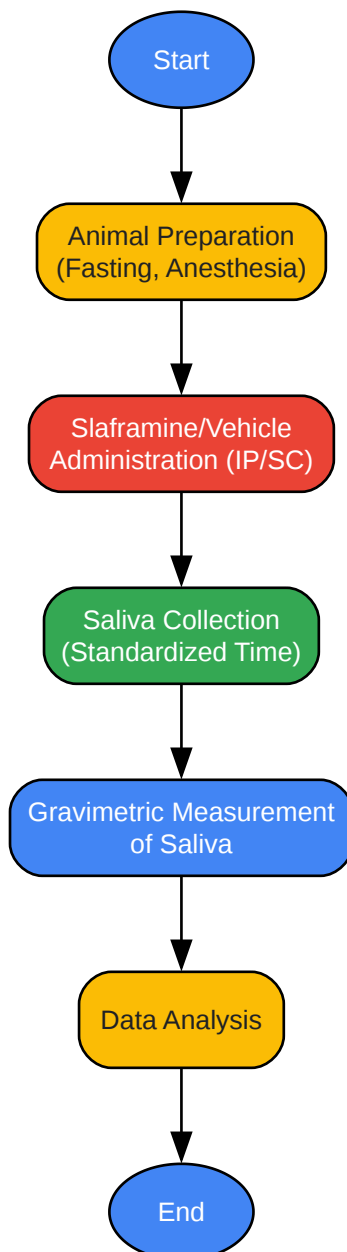 Start
Animal Preparation
(Fasting, Anesthesia)
Slaframine/Vehicle
Administration (IP/SC)
Saliva Collection
(Standardized Time)
Gravimetric Measurement
of Saliva
Data Analysis
End